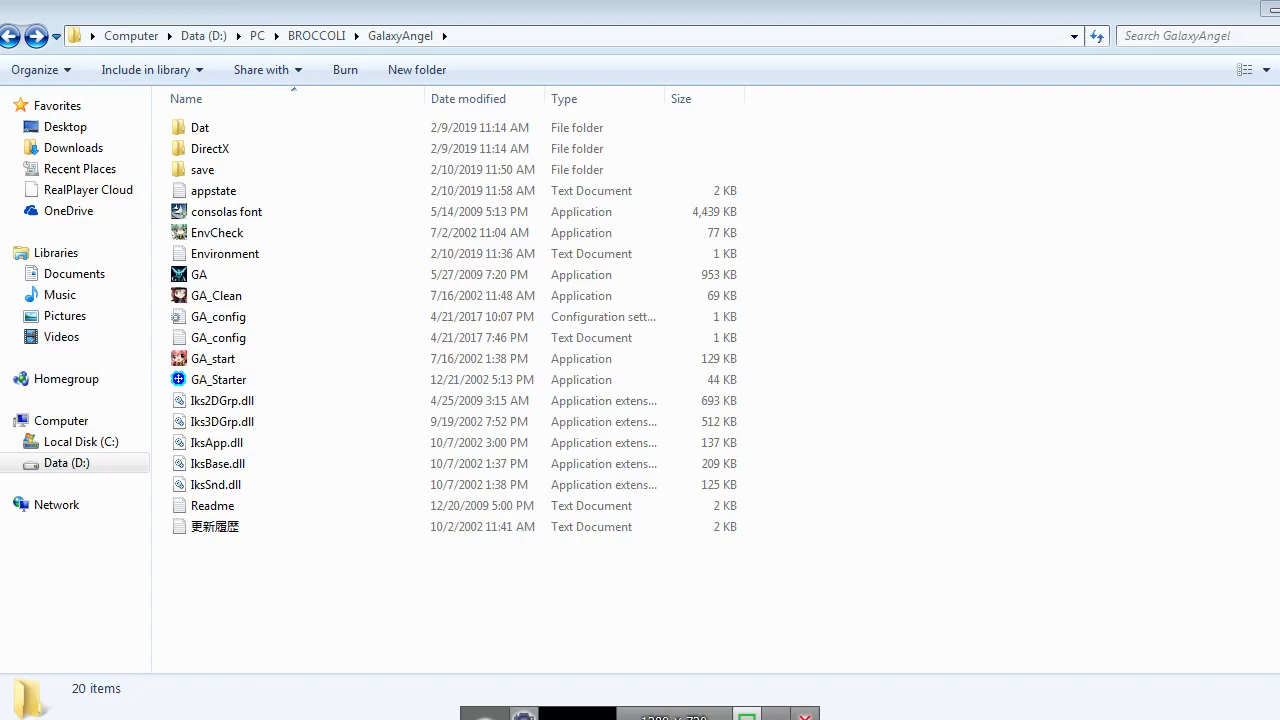 Computer Data (D:) PC BROCCOLI GalaxyAngel Search GalaxyAngel
Organize Include in library Share with Burn New folder
Name Date modified Type Size
Favorites
Desktop
Downloads
Recent Places
RealPlayer Cloud
OneDrive
Libraries
Documents
Music
Pictures
Videos
Homegroup
Computer
Local Disk (C:)
Data (D:)
Network
Dat 2/9/2019 11:14 AM File folder
DirectX 2/9/2019 11:14 AM File folder
save 2/10/2019 11:50 AM File folder
appstate 2/10/2019 11:58 AM Text Document 2 KB
consolas font 5/14/2009 5:13 PM Application 4,439 KB
EnvCheck 7/2/2002 11:04 AM Application 77 KB
Environment 2/10/2019 11:36 AM Text Document 1 KB
GA 5/27/2009 7:20 PM Application 953 KB
GA_Clean 7/16/2002 11:48 AM Application 69 KB
GA_config 4/21/2017 10:07 PM Configuration sett... 1 KB
GA_config 4/21/2017 7:46 PM Text Document 1 KB
GA_start 7/16/2002 1:38 PM Application 129 KB
GA_Starter 12/21/2002 5:13 PM Application 44 KB
Iks2DGrp.dll 4/25/2009 3:15 AM Application extens... 693 KB
Iks3DGrp.dll 9/19/2002 7:52 PM Application extens... 512 KB
IksApp.dll 10/7/2002 3:00 PM Application extens... 137 KB
IksBase.dll 10/7/2002 1:37 PM Application extens... 209 KB
IksSnd.dll 10/7/2002 1:38 PM Application extens... 125 KB
Readme 12/20/2009 5:00 PM Text Document 2 KB
更新履歴 10/2/2002 11:41 AM Text Document 2 KB
20 items